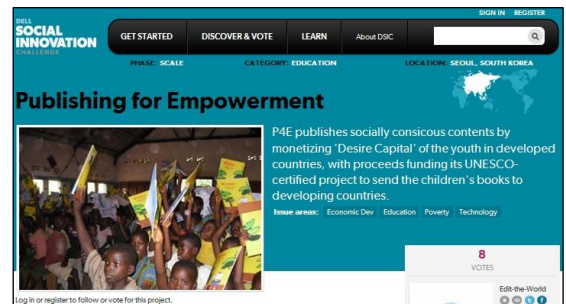 SIGN IN REGISTER
DELL
SOCIAL
INNOVATION
CHALLENGE
GET STARTED DISCOVER & VOTE LEARN About DSIC
PHASE: SCALE CATEGORY: EDUCATION LOCATION: SEOUL, SOUTH KOREA
Publishing for Empowerment
P4E publishes socially consicous contents by
monetizing 'Desire Capital' of the youth in developed
countries, with proceeds funding its UNESCO-
certified project to send the children's books to
developing countries.
Issue areas: Economic Dev Education Poverty Technology
8
VOTES
Edit-the-World
Log in or register to follow or vote for this project.